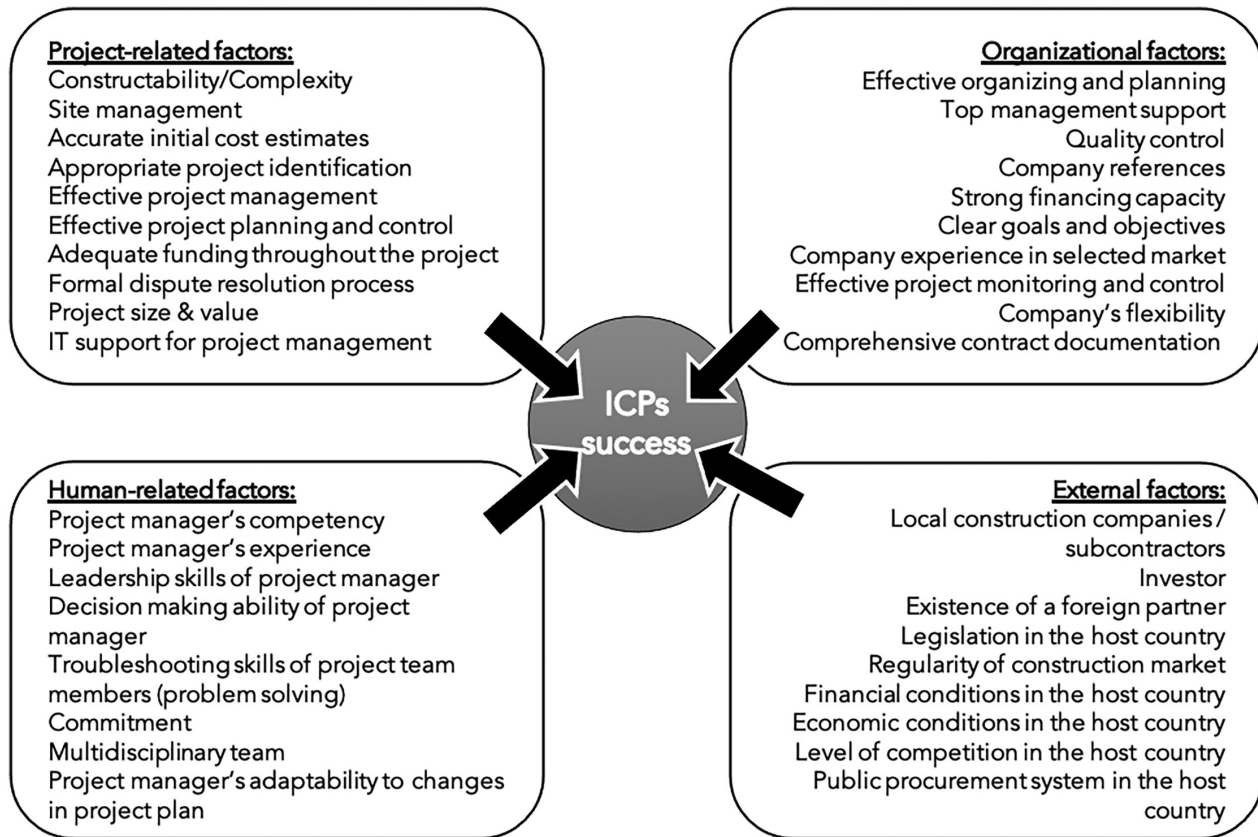 Project-related factors:
Constructability/Complexity
Site management
Accurate initial cost estimates
Appropriate project identification
Effective project management
Effective project planning and control
Adequate funding throughout the project
Formal dispute resolution process
Project size & value
IT support for project management
Organizational factors:
Effective organizing and planning
Top management support
Quality control
Company references
Strong financing capacity
Clear goals and objectives
Company experience in selected market
Effective project monitoring and control
Company's flexibility
Comprehensive contract documentation
ICPs
success
Human-related factors:
Project manager's competency
Project manager's experience
Leadership skills of project manager
Decision making ability of project
manager
Troubleshooting skills of project team
members (problem solving)
Commitment
Multidisciplinary team
Project manager's adaptability to changes
in project plan
External factors:
Local construction companies /
subcontractors
Investor
Existence of a foreign partner
Legislation in the host country
Regularity of construction market
Financial conditions in the host country
Economic conditions in the host country
Level of competition in the host country
Public procurement system in the host
country